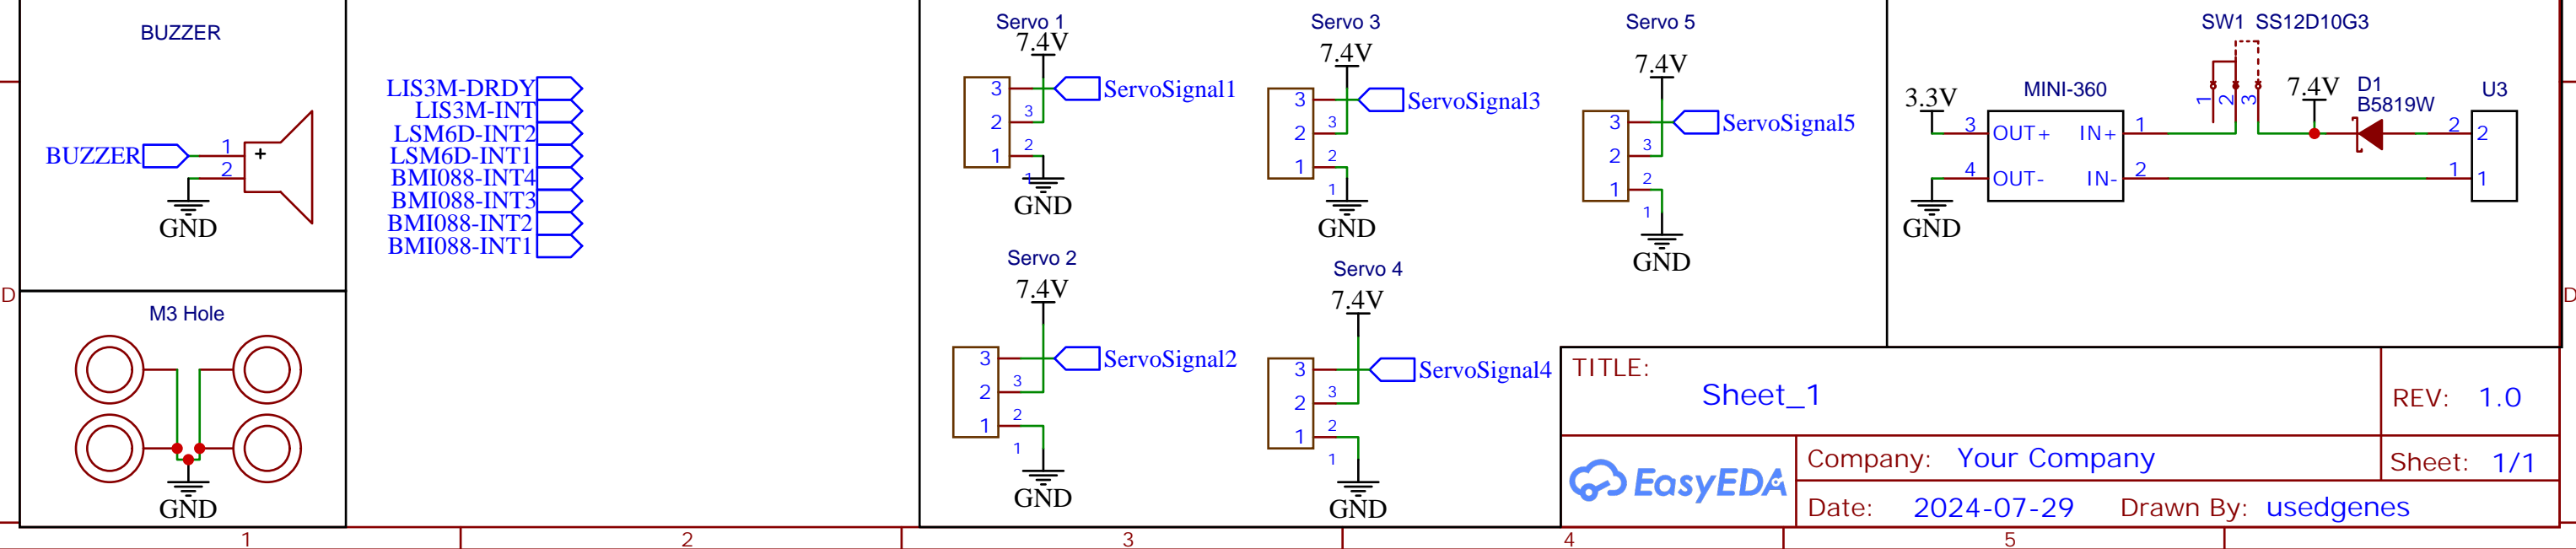 BUZZER
BUZZER
1
2
+
GND
M3 Hole
GND
LIS3M-DRDY
LIS3M-INT
LSM6D-INT2
LSM6D-INT1
BMI088-INT4
BMI088-INT3
BMI088-INT2
BMI088-INT1
Servo 1
7.4V
3
2
1
3
2
1
ServoSignal1
GND
Servo 2
7.4V
3
2
1
3
2
1
ServoSignal2
GND
Servo 3
7.4V
3
2
1
3
2
1
ServoSignal3
GND
Servo 4
7.4V
3
2
1
3
2
1
ServoSignal4
GND
Servo 5
7.4V
3
2
1
3
2
1
ServoSignal5
GND
SW1 SS12D10G3
1
2
3
3.3V
MINI-360
3 OUT+ IN+ 1
4 OUT- IN- 2
GND
7.4V
D1
B5819W
U3
2 2
1 1
TITLE:
Sheet_1
REV: 1.0
EasyEDA
Company: Your Company
Sheet: 1/1
Date: 2024-07-29
Drawn By: usedgenes
D
D
1
2
3
4
5